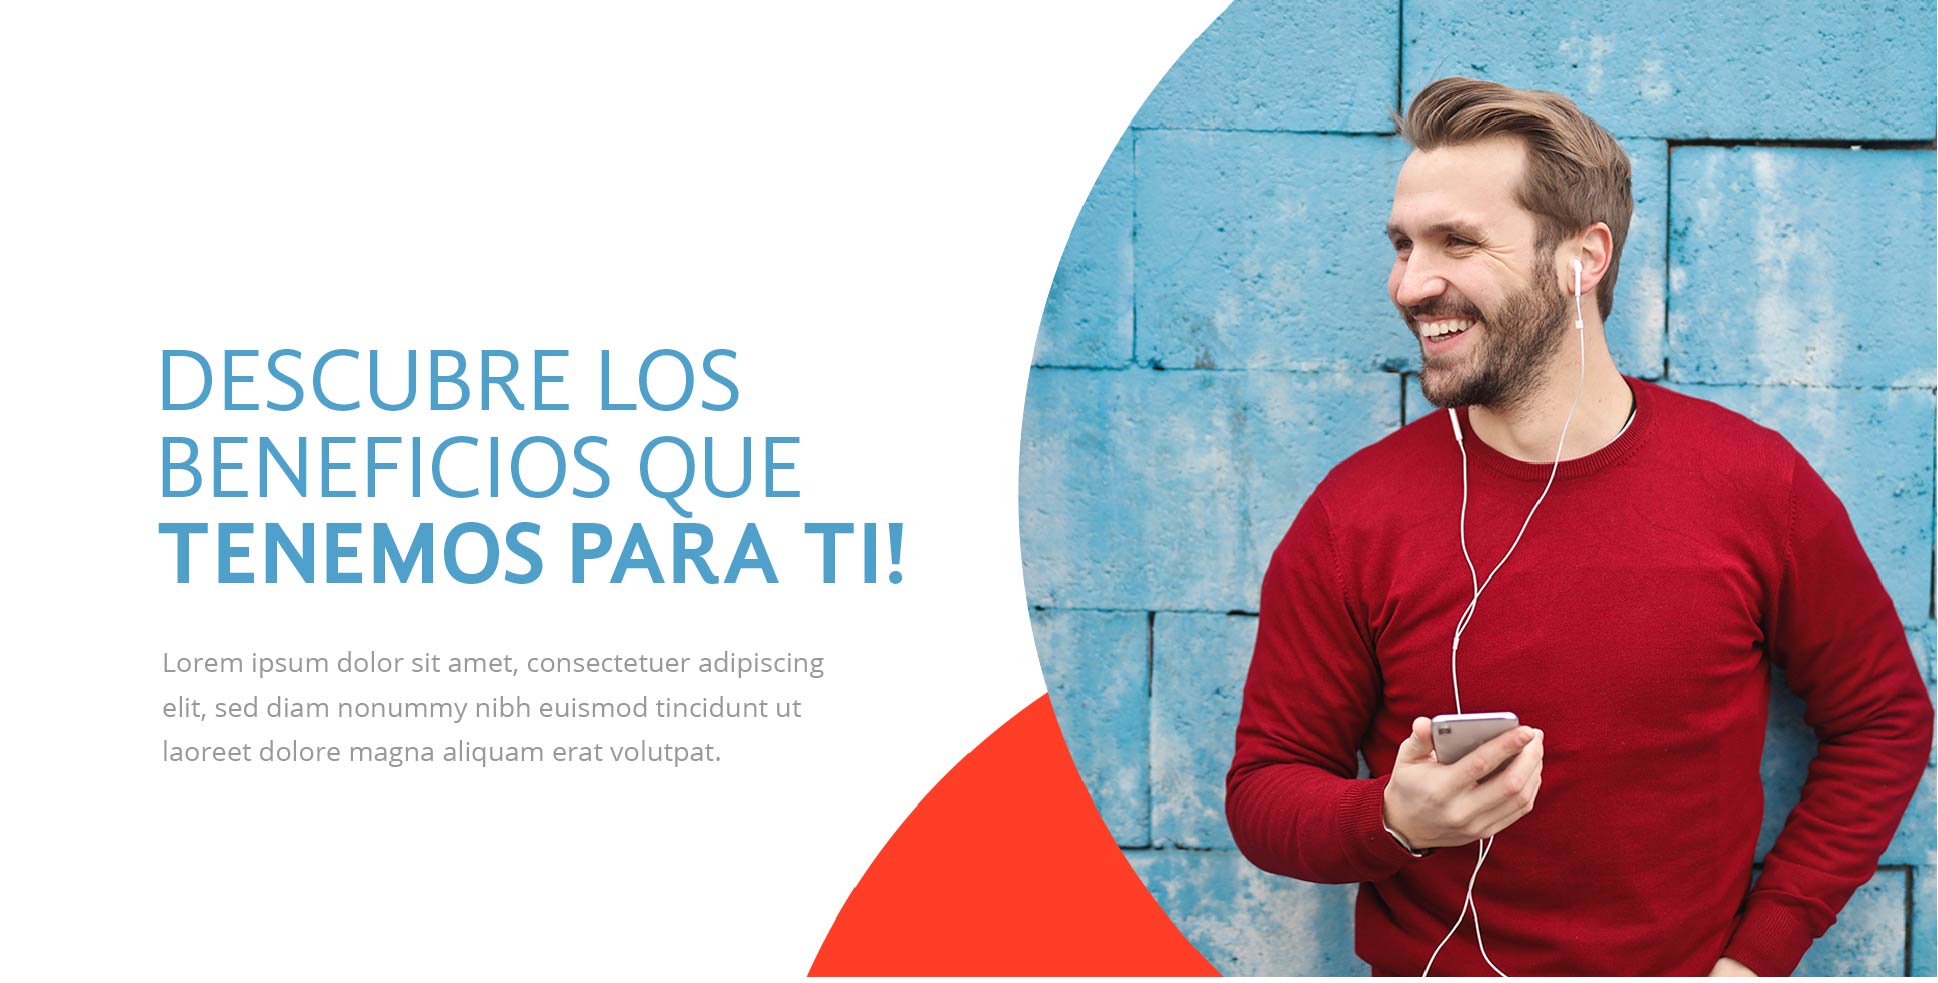 DESCUBRE LOS
BENEFICIOS QUE
TENEMOS PARA TI!
Lorem ipsum dolor sit amet, consectetuer adipiscing
elit, sed diam nonummy nibh euismod tincidunt ut
laoreet dolore magna aliquam erat volutpat.